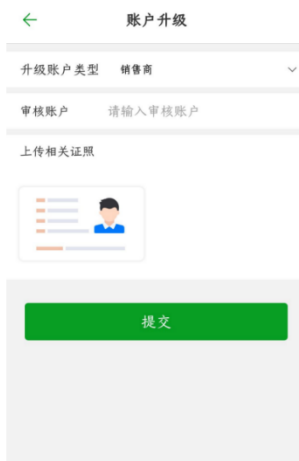 账户升级
升级账户类型 销售商
审核账户 请输入审核账户
上传相关证照
提交